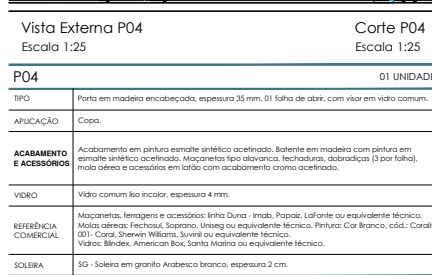 Vista Externa P04
Corte P04
Escala 1:25
Escala 1:25
P04
01 UNIDADE
TIPO
Porta em madeira encabeçada, espessura 35 mm. 01 folha de abrir, com visor em vidro comum.
APLICAÇÃO
Copa.
ACABAMENTO
E ACESSÓRIOS
Acabamento em pintura esmalte sintético acetinado. Batente em madeira com pintura em
esmalte sintético acetinado. Maçanetas tipo alavanca, fechaduras, dobradiças (3 por folha),
mola aérea e acessórios em latão com acabamento cromo acetinado.
VIDRO
Vidro comum liso incolor, espessura 4 mm.
REFERÊNCIA
COMERCIAL
Maçanetas, ferragens e acessórios: linha Duna - Imab, Papaiz, LaFonte ou equivalente técnico.
Molas aéreas: Fechosul, Soprano, Uniseg ou equivalente técnico. Pintura: Cor Branco, cód.: Coralit
001- Coral, Sherwin Williams, Suvinil ou equivalente técnico.
Vidros: Blindex, American Box, Santa Marina ou equivalente técnico.
SOLEIRA
SG - Soleira em granito Arabesco branco, espessura 2 cm.